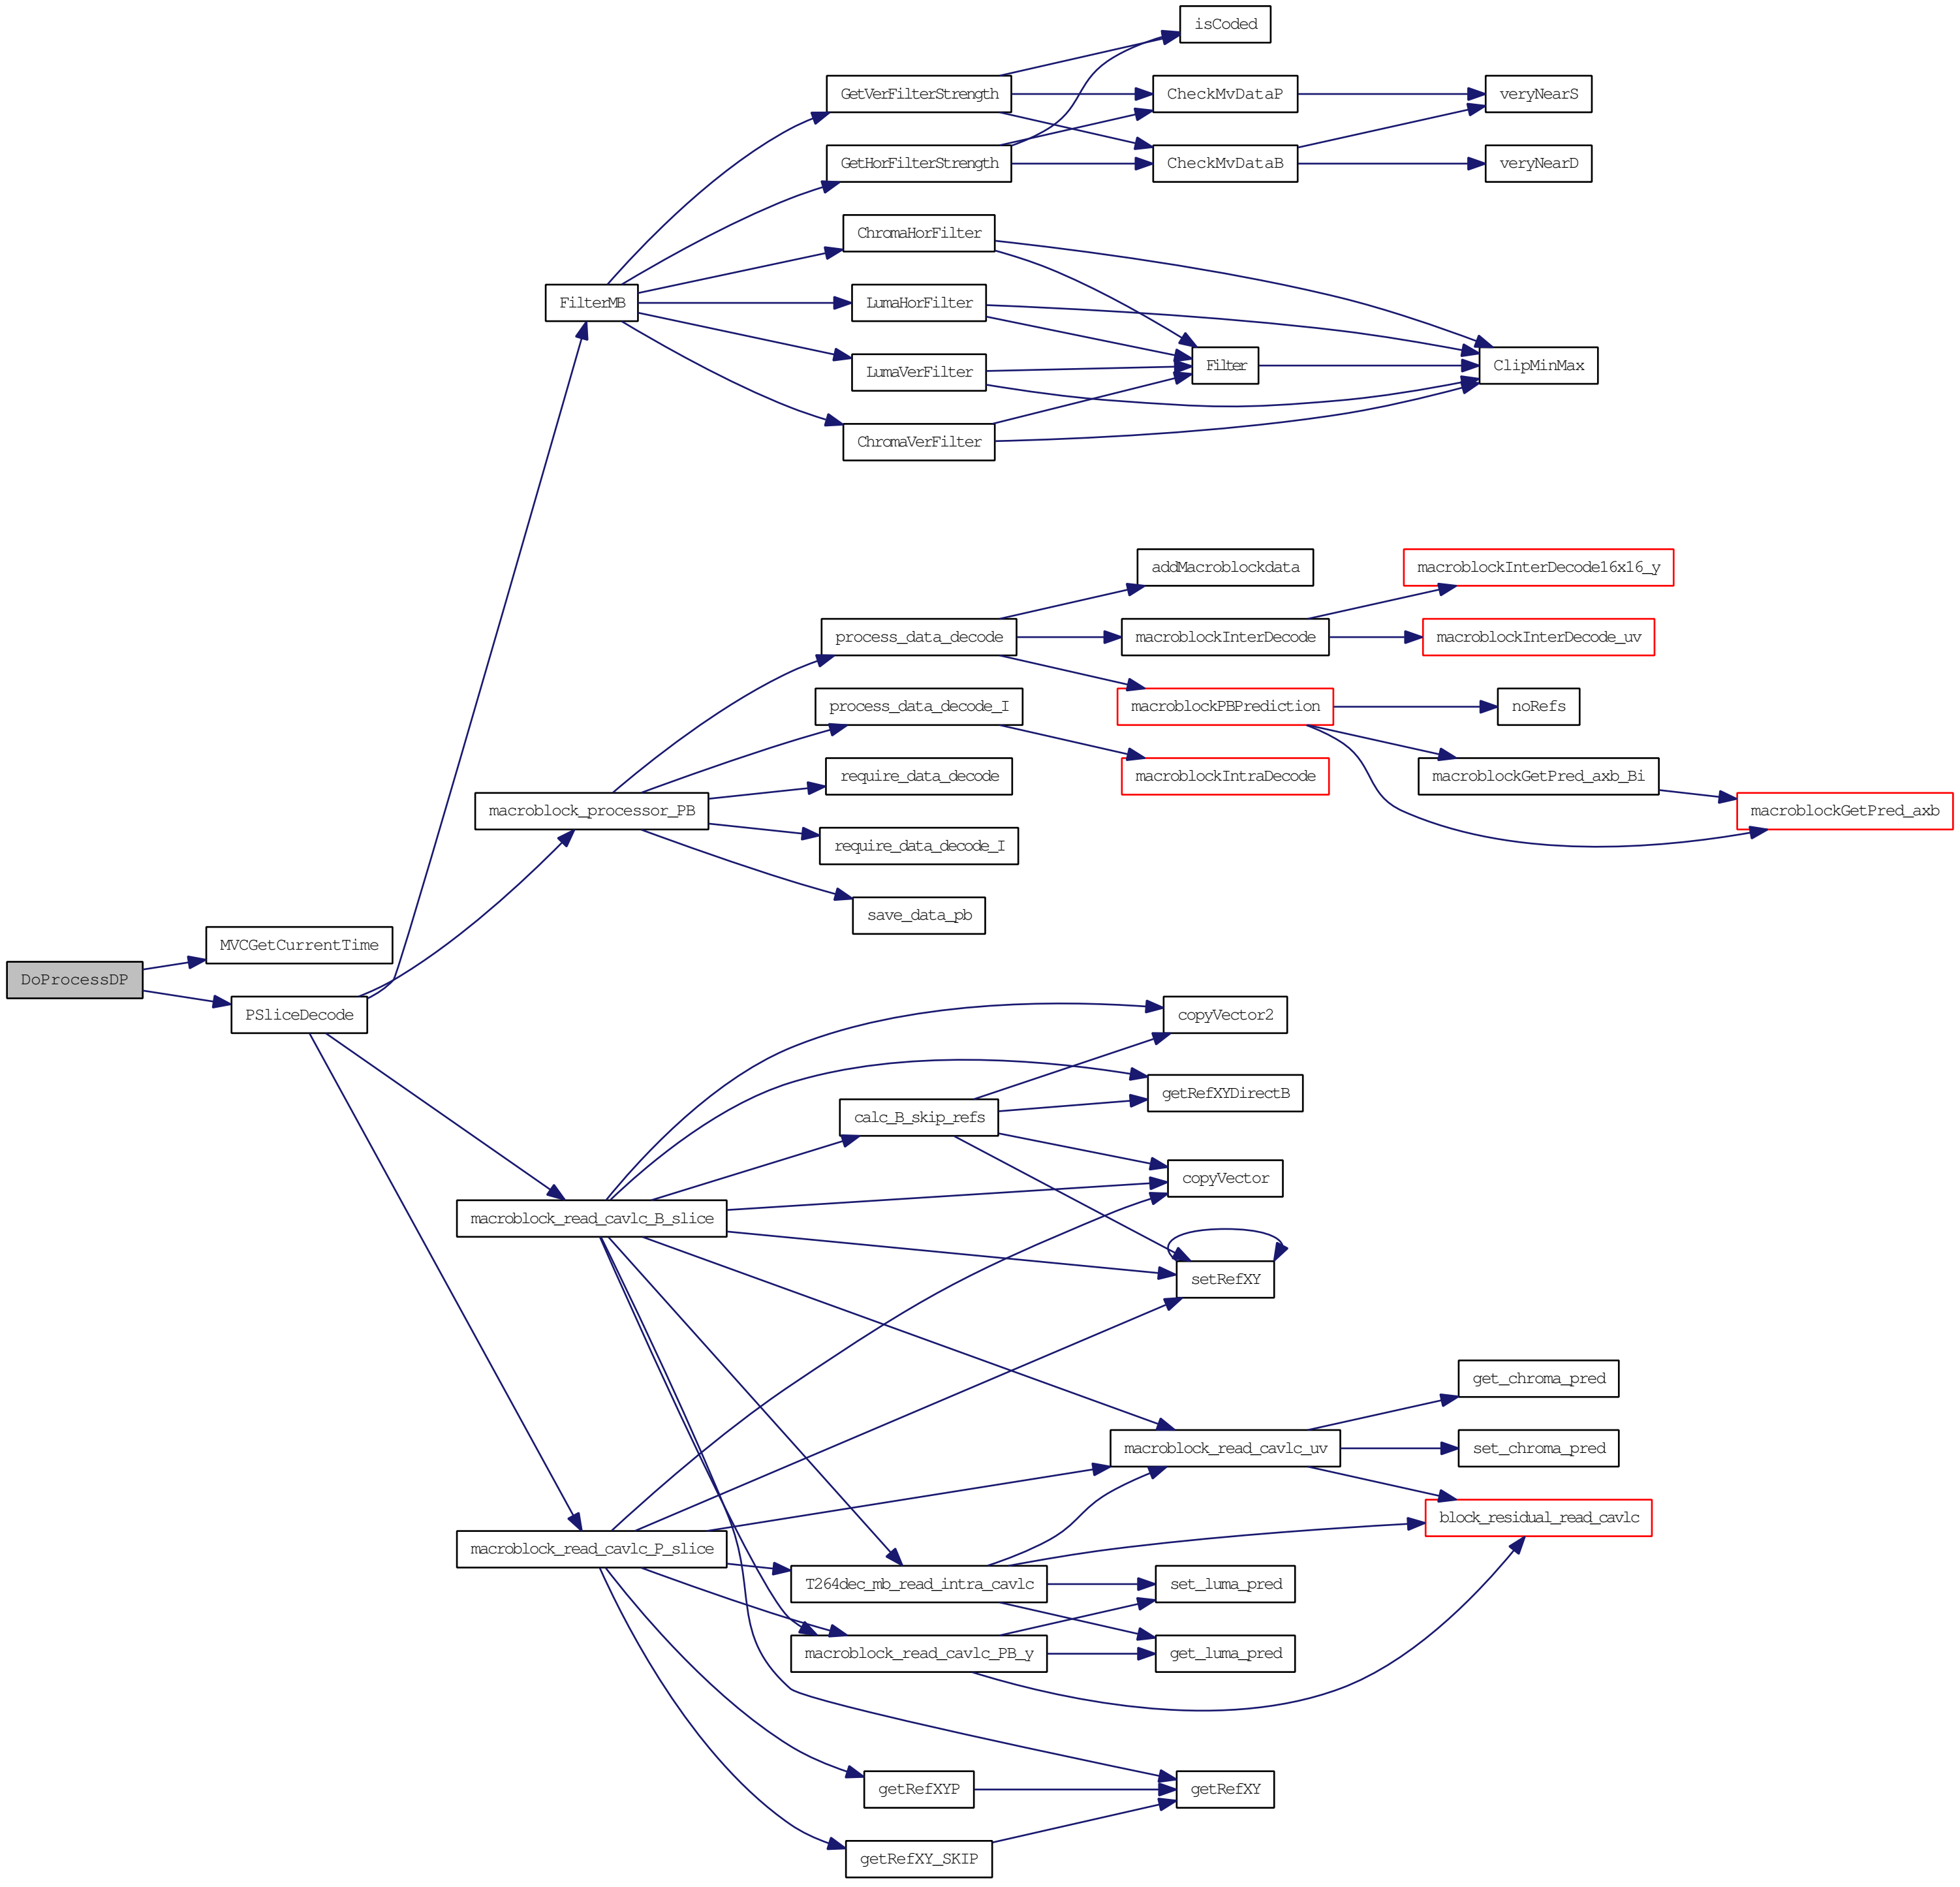 isCoded
GetVerFilterStrength
CheckMvDataP
veryNearS
GetHorFilterStrength
CheckMvDataB
veryNearD
ChromaHorFilter
FilterMB
LumaHorFilter
LumaVerFilter
Filter
ClipMinMax
ChromaVerFilter
addMacroblockdata
macroblockInterDecode16x16_y
process_data_decode
macroblockInterDecode
macroblockInterDecode_uv
process_data_decode_I
macroblockPBPrediction
noRefs
require_data_decode
macroblockIntraDecode
macroblockGetPred_axb_Bi
macroblock_processor_PB
macroblockGetPred_axb
require_data_decode_I
save_data_pb
MVCGetCurrentTime
DoProcessDP
PSliceDecode
copyVector2
getRefXYDirectB
calc_B_skip_refs
copyVector
macroblock_read_cavlc_B_slice
setRefXY
get_chroma_pred
macroblock_read_cavlc_uv
set_chroma_pred
block_residual_read_cavlc
macroblock_read_cavlc_P_slice
T264dec_mb_read_intra_cavlc
set_luma_pred
macroblock_read_cavlc_PB_y
get_luma_pred
getRefXYP
getRefXY
getRefXY_SKIP